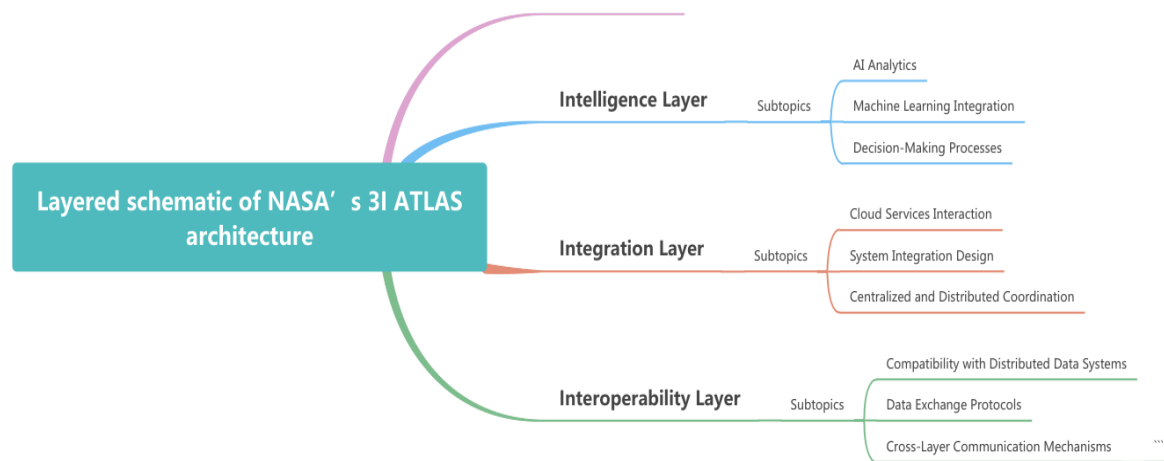 Layered schematic of NASA’s 3I ATLAS
architecture
Intelligence Layer
Subtopics
AI Analytics
Machine Learning Integration
Decision-Making Processes
Integration Layer
Subtopics
Cloud Services Interaction
System Integration Design
Centralized and Distributed Coordination
Interoperability Layer
Subtopics
Compatibility with Distributed Data Systems
Data Exchange Protocols
Cross-Layer Communication Mechanisms
```